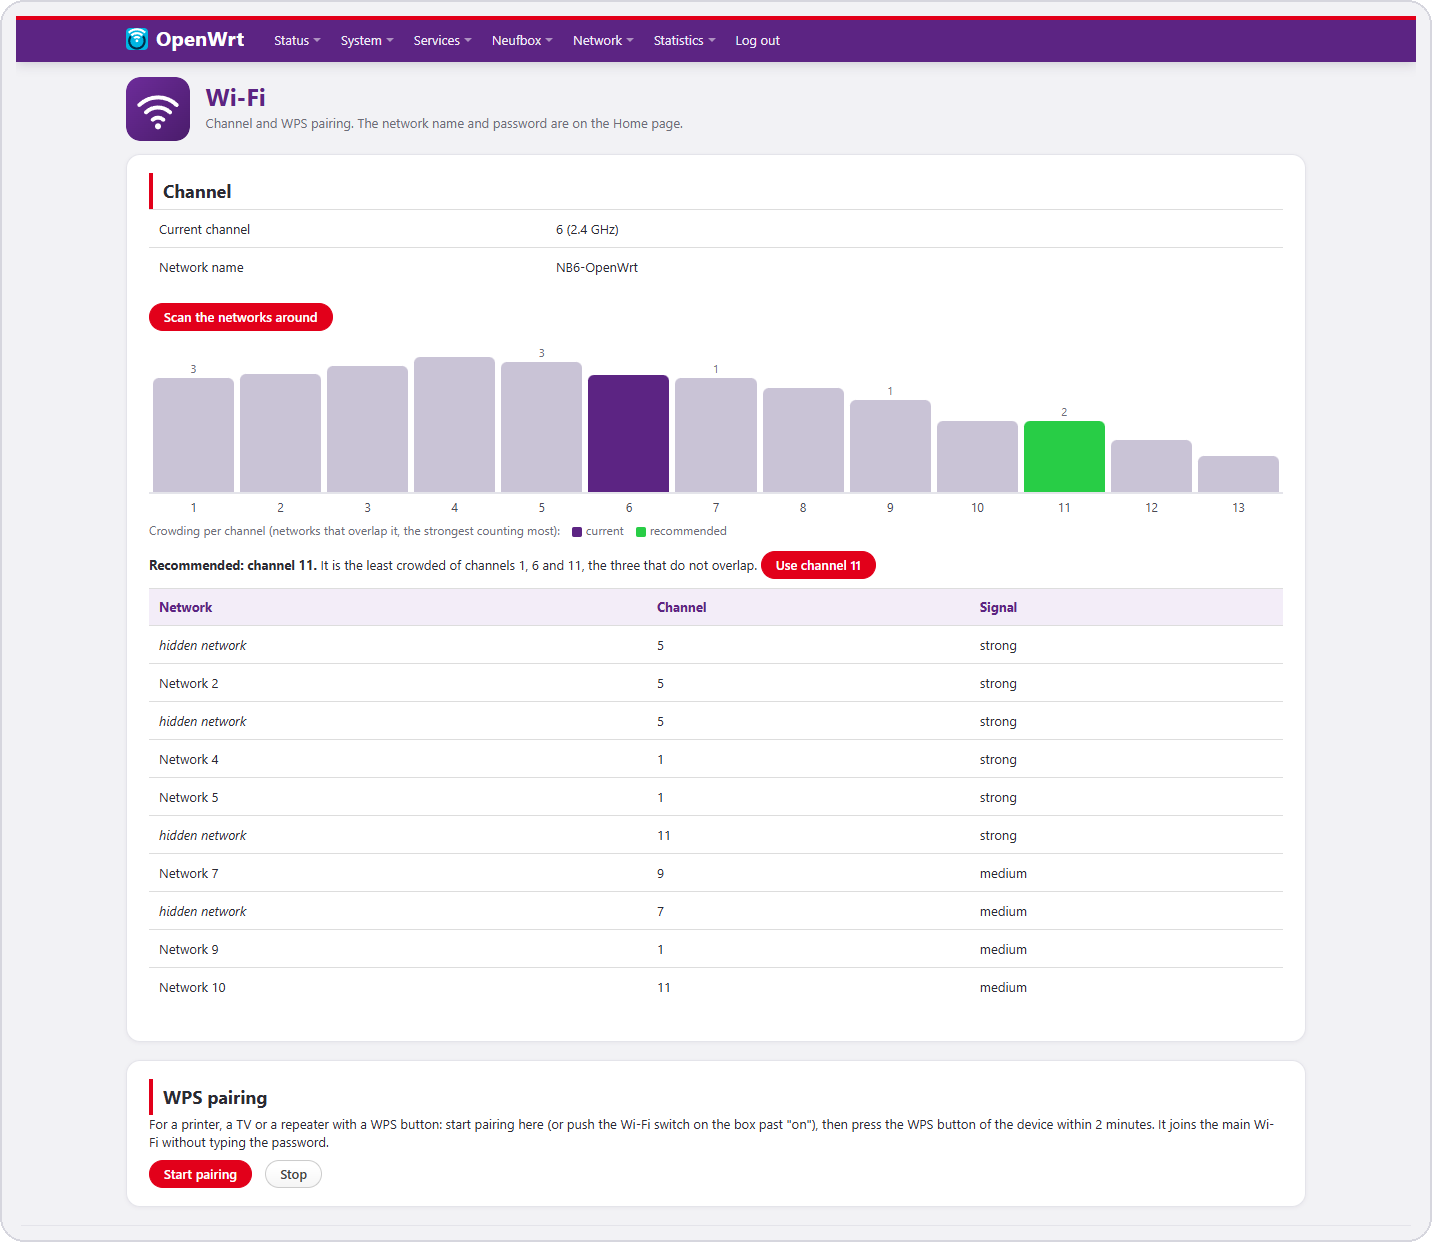 OpenWrt Status System Services Neufbox Network Statistics Log out
Wi-Fi
Channel and WPS pairing. The network name and password are on the Home page.
Channel
Current channel 6 (2.4 GHz)
Network name NB6-OpenWrt
Scan the networks around
3 3 1 1 2
1 2 3 4 5 6 7 8 9 10 11 12 13
Crowding per channel (networks that overlap it, the strongest counting most): current recommended
Recommended: channel 11. It is the least crowded of channels 1, 6 and 11, the three that do not overlap. Use channel 11
Network Channel Signal
hidden network 5 strong
Network 2 5 strong
hidden network 5 strong
Network 4 1 strong
Network 5 1 strong
hidden network 11 strong
Network 7 9 medium
hidden network 7 medium
Network 9 1 medium
Network 10 11 medium
WPS pairing
For a printer, a TV or a repeater with a WPS button: start pairing here (or push the Wi-Fi switch on the box past "on"), then press the WPS button of the device within 2 minutes. It joins the main Wi-
Fi without typing the password.
Start pairing Stop